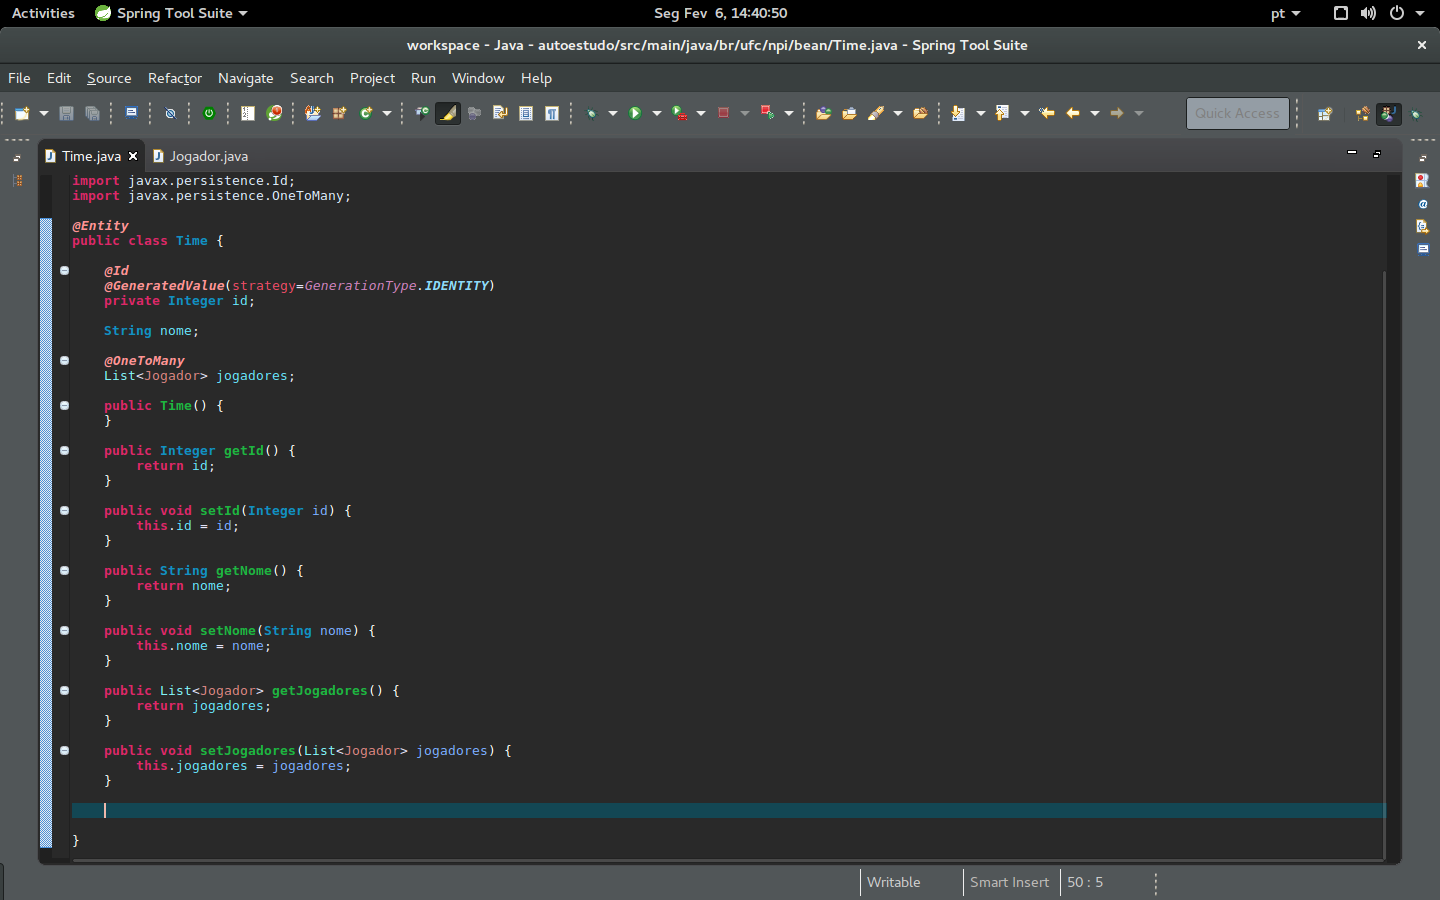 Activities Spring Tool Suite Seg Fev 6, 14:40:50 pt
workspace - Java - autoestudo/src/main/java/br/ufc/npi/bean/Time.java - Spring Tool Suite
File Edit Source Refactor Navigate Search Project Run Window Help
Quick Access
Time.java Jogador.java
import javax.persistence.Id;
import javax.persistence.OneToMany;
@Entity
public class Time {
@Id
@GeneratedValue(strategy=GenerationType.IDENTITY)
private Integer id;
String nome;
@OneToMany
List<Jogador> jogadores;
public Time() {
}
public Integer getId() {
return id;
}
public void setId(Integer id) {
this.id = id;
}
public String getNome() {
return nome;
}
public void setNome(String nome) {
this.nome = nome;
}
public List<Jogador> getJogadores() {
return jogadores;
}
public void setJogadores(List<Jogador> jogadores) {
this.jogadores = jogadores;
}
}
Writable Smart Insert 50 : 5